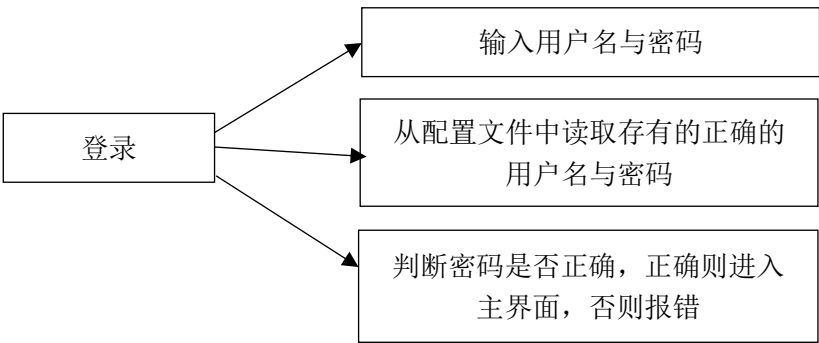 输入用户名与密码
登录
从配置文件中读取存有的正确的
用户名与密码
判断密码是否正确，正确则进入
主界面，否则报错